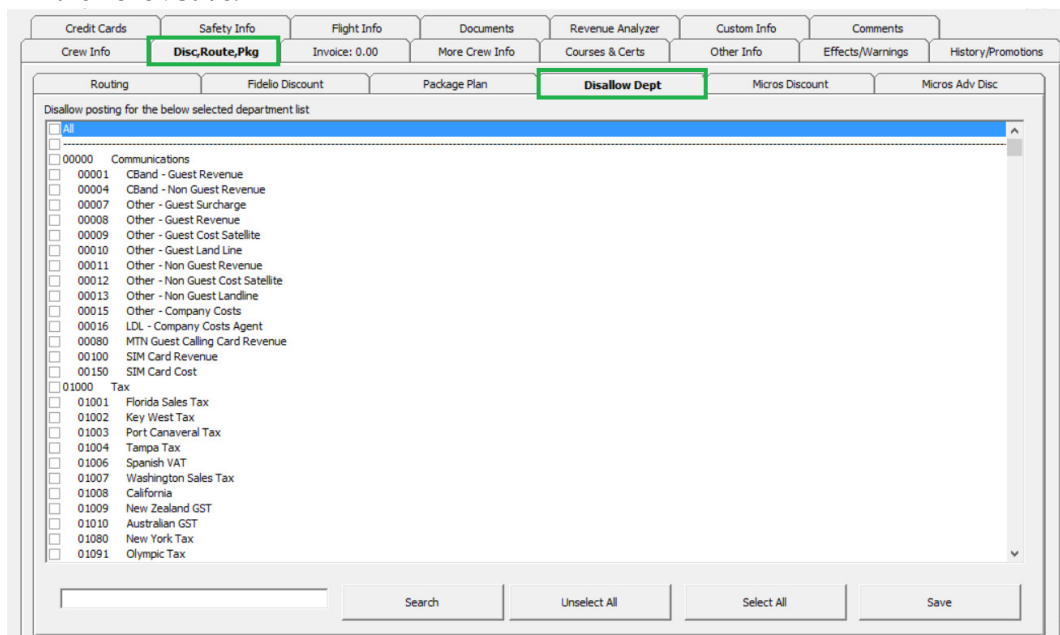 Credit Cards Safety Info Flight Info Documents Revenue Analyzer Custom Info Comments
Crew Info Disc,Route,Pkg Invoice: 0.00 More Crew Info Courses & Certs Other Info Effects/Warnings History/Promotions
Routing Fidelio Discount Package Plan Disallow Dept Micros Discount Micros Adv Disc
Disallow posting for the below selected department list
All
00000 Communications
00001 CBand - Guest Revenue
00004 CBand - Non Guest Revenue
00007 Other - Guest Surcharge
00008 Other - Guest Revenue
00009 Other - Guest Cost Satellite
00010 Other - Guest Land Line
00011 Other - Non Guest Revenue
00012 Other - Non Guest Cost Satellite
00013 Other - Non Guest Landline
00015 Other - Company Costs
00016 LDL - Company Costs Agent
00080 MTN Guest Calling Card Revenue
00100 SIM Card Revenue
00150 SIM Card Cost
01000 Tax
01001 Florida Sales Tax
01002 Key West Tax
01003 Port Canaveral Tax
01004 Tampa Tax
01006 Spanish VAT
01007 Washington Sales Tax
01008 California
01009 New Zealand GST
01010 Australian GST
01080 New York Tax
01091 Olympic Tax
Search Unselect All Select All Save